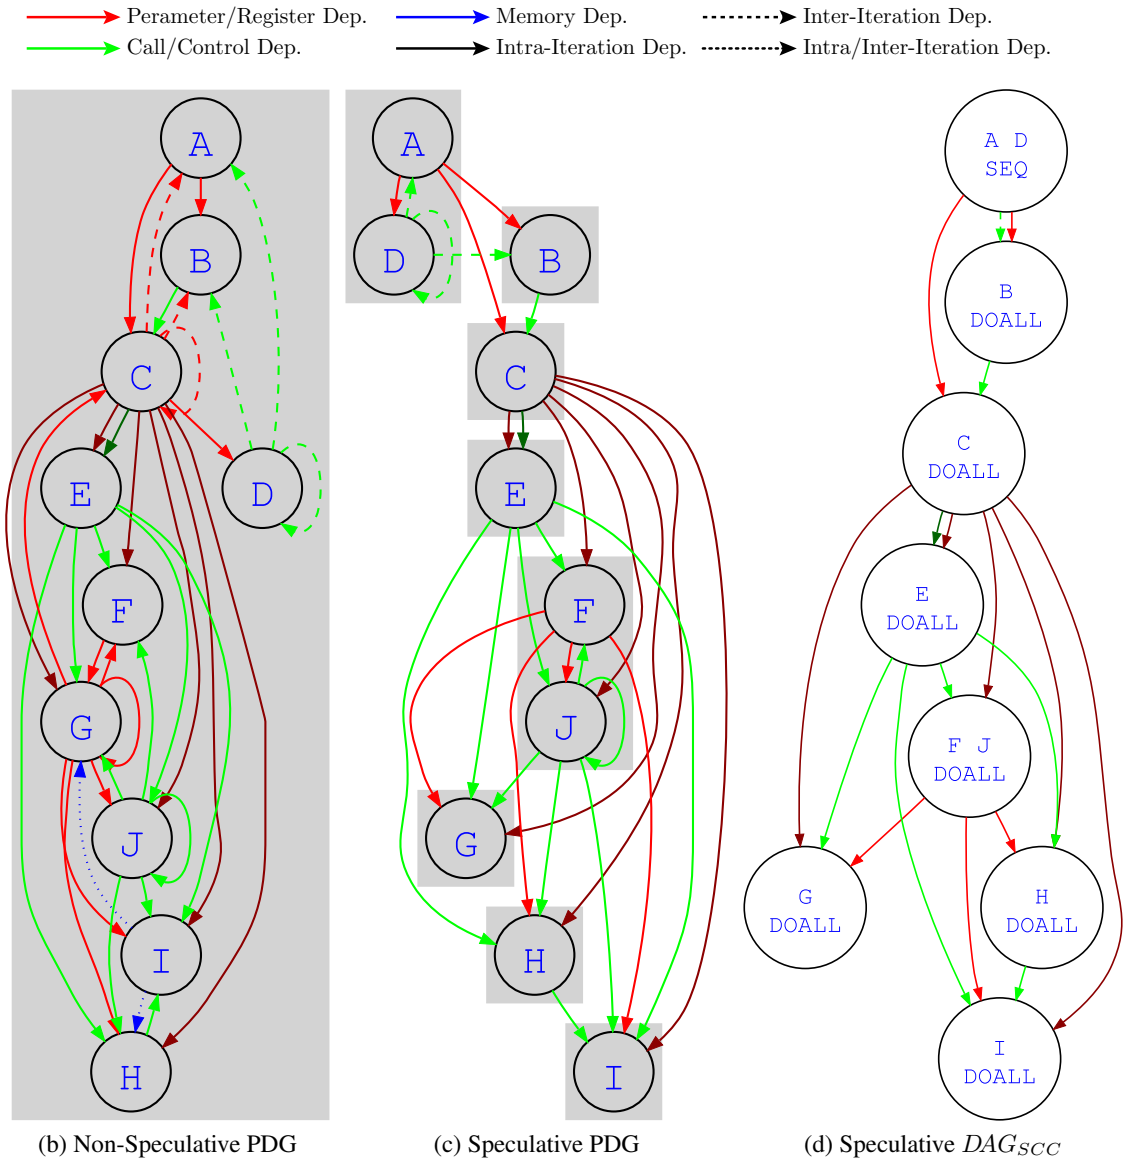 Perameter/Register Dep.
Memory Dep.
Inter-Iteration Dep.
Call/Control Dep.
Intra-Iteration Dep.
Intra/Inter-Iteration Dep.
A
B
C
E
D
F
G
J
I
H
(b) Non-Speculative PDG
A
D
B
C
E
F
J
G
H
I
(c) Speculative PDG
A D
SEQ
B
DOALL
C
DOALL
E
DOALL
F J
DOALL
G
DOALL
H
DOALL
I
DOALL
(d) Speculative DAG_SCC